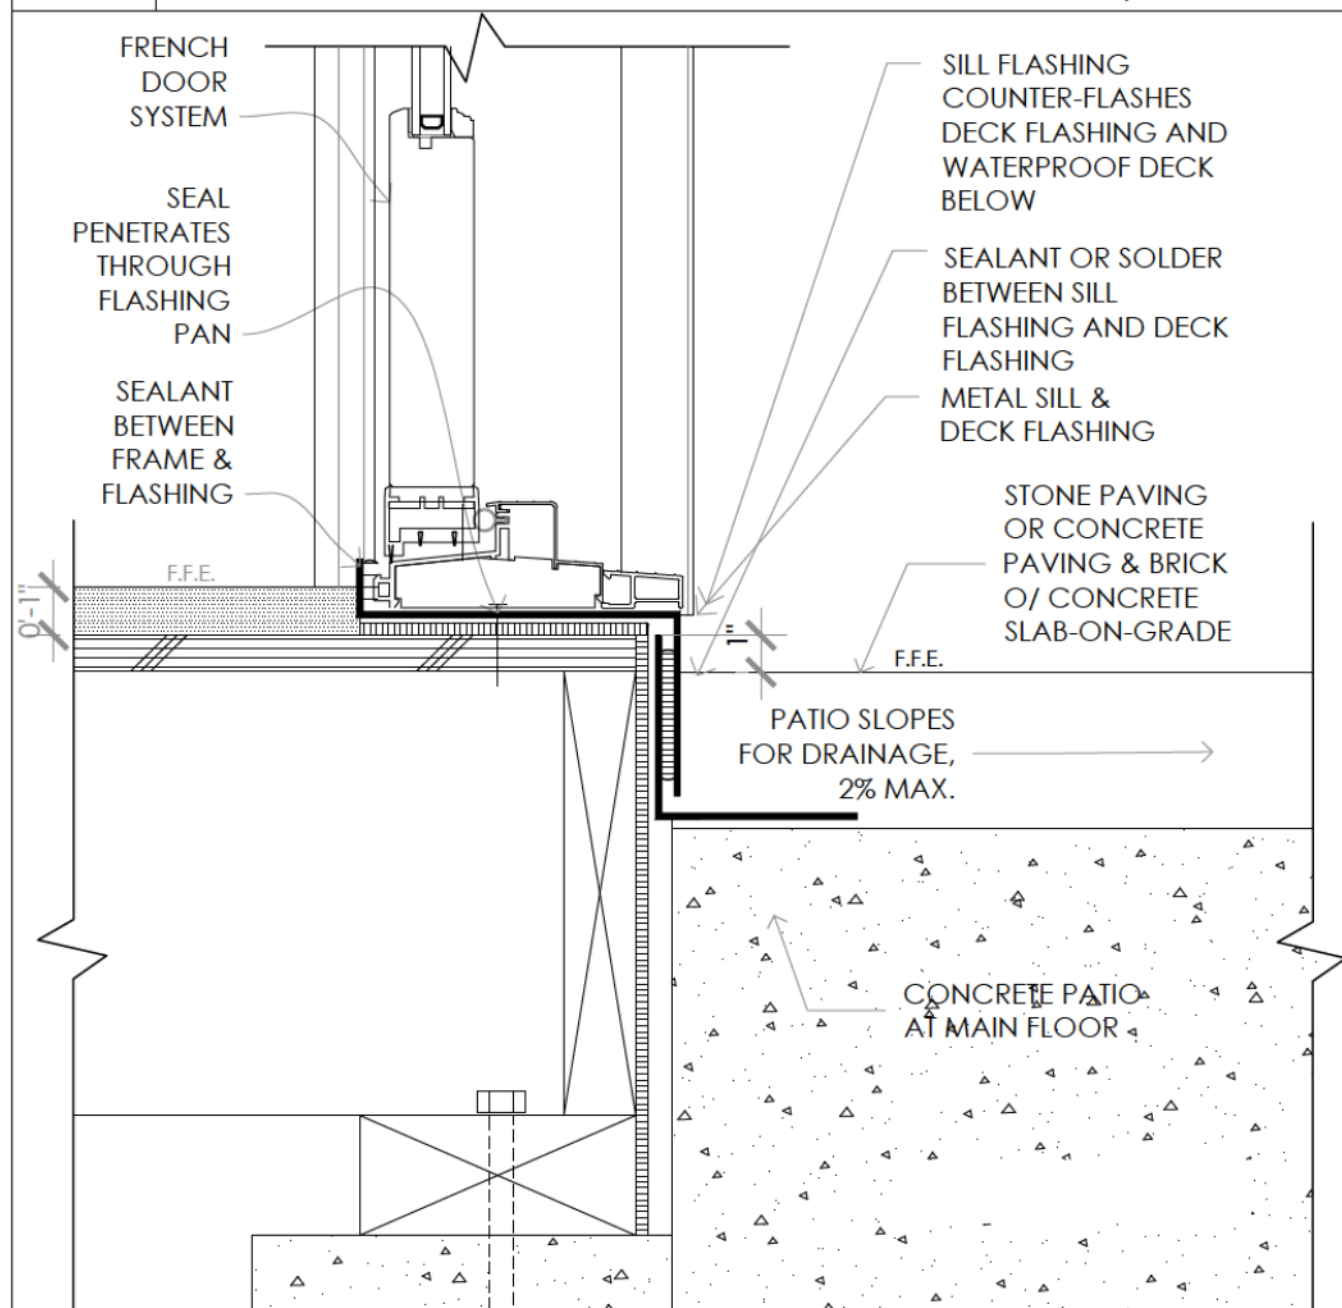 FRENCH
DOOR
SYSTEM
SEAL
PENETRATES
THROUGH
FLASHING
PAN
SEALANT
BETWEEN
FRAME &
FLASHING
F.F.E.
0'-1"
SILL FLASHING
COUNTER-FLASHES
DECK FLASHING AND
WATERPROOF DECK
BELOW
SEALANT OR SOLDER
BETWEEN SILL
FLASHING AND DECK
FLASHING
METAL SILL &
DECK FLASHING
STONE PAVING
OR CONCRETE
PAVING & BRICK
O/ CONCRETE
SLAB-ON-GRADE
1"
F.F.E.
PATIO SLOPES
FOR DRAINAGE,
2% MAX.
CONCRETE PATIO
AT MAIN FLOOR